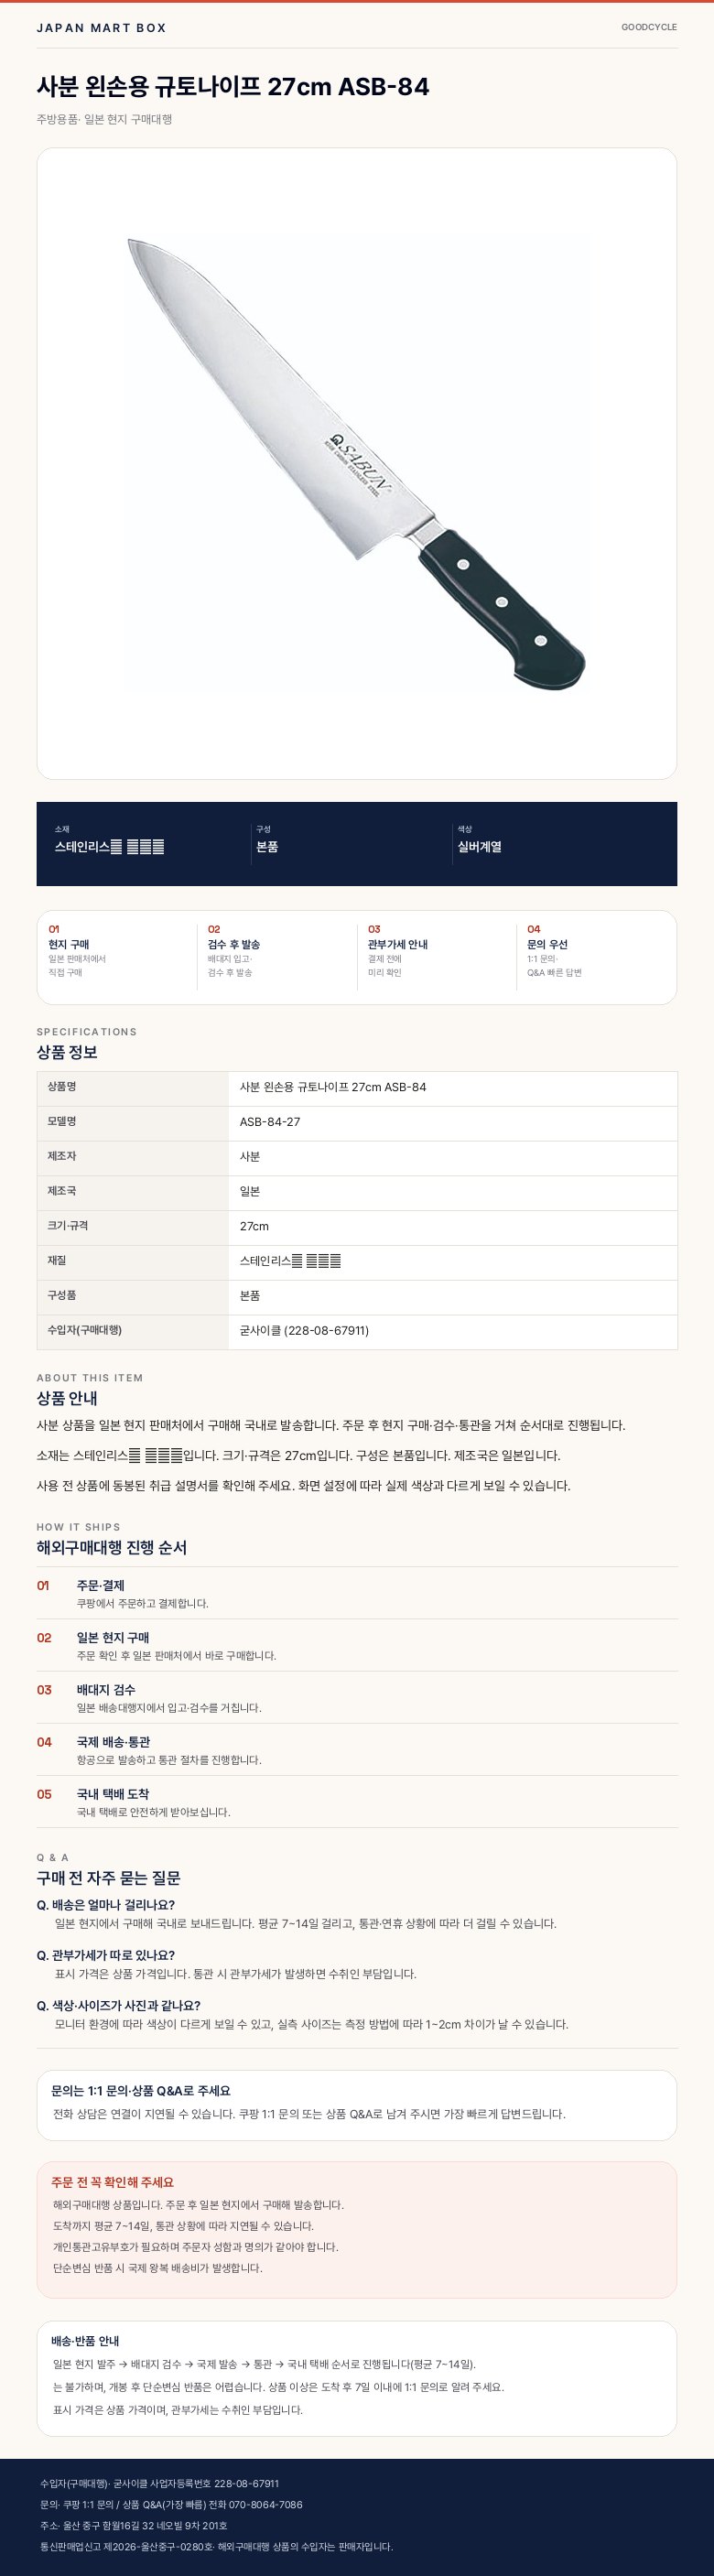 JAPAN MART BOX
GOODCYCLE
사분 왼손용 규토나이프 27cm ASB-84
주방용품· 일본 현지 구매대행
SABUN
HIGH CARBON STAINLESS STEEL
소재
스테인리스
구성
본품
색상
실버계열
01
현지 구매
일본 판매처에서
직접 구매
02
검수 후 발송
배대지 입고·
검수 후 발송
03
관부가세 안내
결제 전에
미리 확인
04
문의 우선
1:1 문의·
Q&A 빠른 답변
SPECIFICATIONS
상품 정보
상품명 사분 왼손용 규토나이프 27cm ASB-84
모델명 ASB-84-27
제조자 사분
제조국 일본
크기·규격 27cm
재질 스테인리스
구성품 본품
수입자(구매대행) 굳사이클 (228-08-67911)
ABOUT THIS ITEM
상품 안내
사분 상품을 일본 현지 판매처에서 구매해 국내로 발송합니다. 주문 후 현지 구매·검수·통관을 거쳐 순서대로 진행됩니다.
소재는 스테인리스 입니다. 크기·규격은 27cm입니다. 구성은 본품입니다. 제조국은 일본입니다.
사용 전 상품에 동봉된 취급 설명서를 확인해 주세요. 화면 설정에 따라 실제 색상과 다르게 보일 수 있습니다.
HOW IT SHIPS
해외구매대행 진행 순서
01 주문·결제
쿠팡에서 주문하고 결제합니다.
02 일본 현지 구매
주문 확인 후 일본 판매처에서 바로 구매합니다.
03 배대지 검수
일본 배송대행지에서 입고·검수를 거칩니다.
04 국제 배송·통관
항공으로 발송하고 통관 절차를 진행합니다.
05 국내 택배 도착
국내 택배로 안전하게 받아보십니다.
Q & A
구매 전 자주 묻는 질문
Q. 배송은 얼마나 걸리나요?
일본 현지에서 구매해 국내로 보내드립니다. 평균 7~14일 걸리고, 통관·연휴 상황에 따라 더 걸릴 수 있습니다.
Q. 관부가세가 따로 있나요?
표시 가격은 상품 가격입니다. 통관 시 관부가세가 발생하면 수취인 부담입니다.
Q. 색상·사이즈가 사진과 같나요?
모니터 환경에 따라 색상이 다르게 보일 수 있고, 실측 사이즈는 측정 방법에 따라 1~2cm 차이가 날 수 있습니다.
문의는 1:1 문의·상품 Q&A로 주세요
전화 상담은 연결이 지연될 수 있습니다. 쿠팡 1:1 문의 또는 상품 Q&A로 남겨 주시면 가장 빠르게 답변드립니다.
주문 전 꼭 확인해 주세요
해외구매대행 상품입니다. 주문 후 일본 현지에서 구매해 발송합니다.
도착까지 평균 7~14일, 통관 상황에 따라 지연될 수 있습니다.
개인통관고유부호가 필요하며 주문자 성함과 명의가 같아야 합니다.
단순변심 반품 시 국제 왕복 배송비가 발생합니다.
배송·반품 안내
일본 현지 발주 → 배대지 검수 → 국제 발송 → 통관 → 국내 택배 순서로 진행됩니다(평균 7~14일).
는 불가하며, 개봉 후 단순변심 반품은 어렵습니다. 상품 이상은 도착 후 7일 이내에 1:1 문의로 알려 주세요.
표시 가격은 상품 가격이며, 관부가세는 수취인 부담입니다.
수입자(구매대행)· 굳사이클 사업자등록번호 228-08-67911
문의· 쿠팡 1:1 문의 / 상품 Q&A(가장 빠름) 전화 070-8064-7086
주소· 울산 중구 함월16길 32 네오빌 9차 201호
통신판매업신고 제2026-울산중구-0280호· 해외구매대행 상품의 수입자는 판매자입니다.